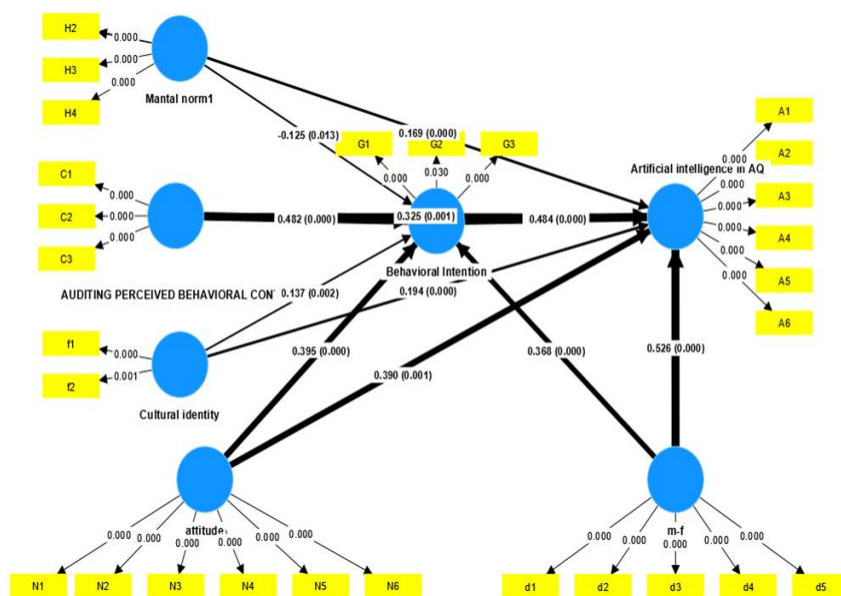 H2
0.000
H3
0.000
H4
0.000
Mantal norm1
-0.125 (0.013)
0.169 (0.000)
G1
G2
G3
0.000
0.030
0.000
A1
A2
A3
A4
A5
A6
Artificial intelligence in AQ
0.000
0.000
0.000
0.000
0.000
0.000
C1
0.000
C2
0.000
C3
0.000
0.482 (0.000)
0.325 (0.001)
0.484 (0.000)
Behavioral Intention
AUDITING PERCEIVED BEHAVIORAL CON
0.137 (0.002)
0.194 (0.000)
f1
0.000
f2
0.001
Cultural identity
0.395 (0.000)
0.390 (0.001)
0.368 (0.000)
0.526 (0.000)
attitude
0.000
0.000
0.000
0.000
0.000
0.000
N1
N2
N3
N4
N5
N6
m-f
0.000
0.000
0.000
0.000
0.000
d1
d2
d3
d4
d5